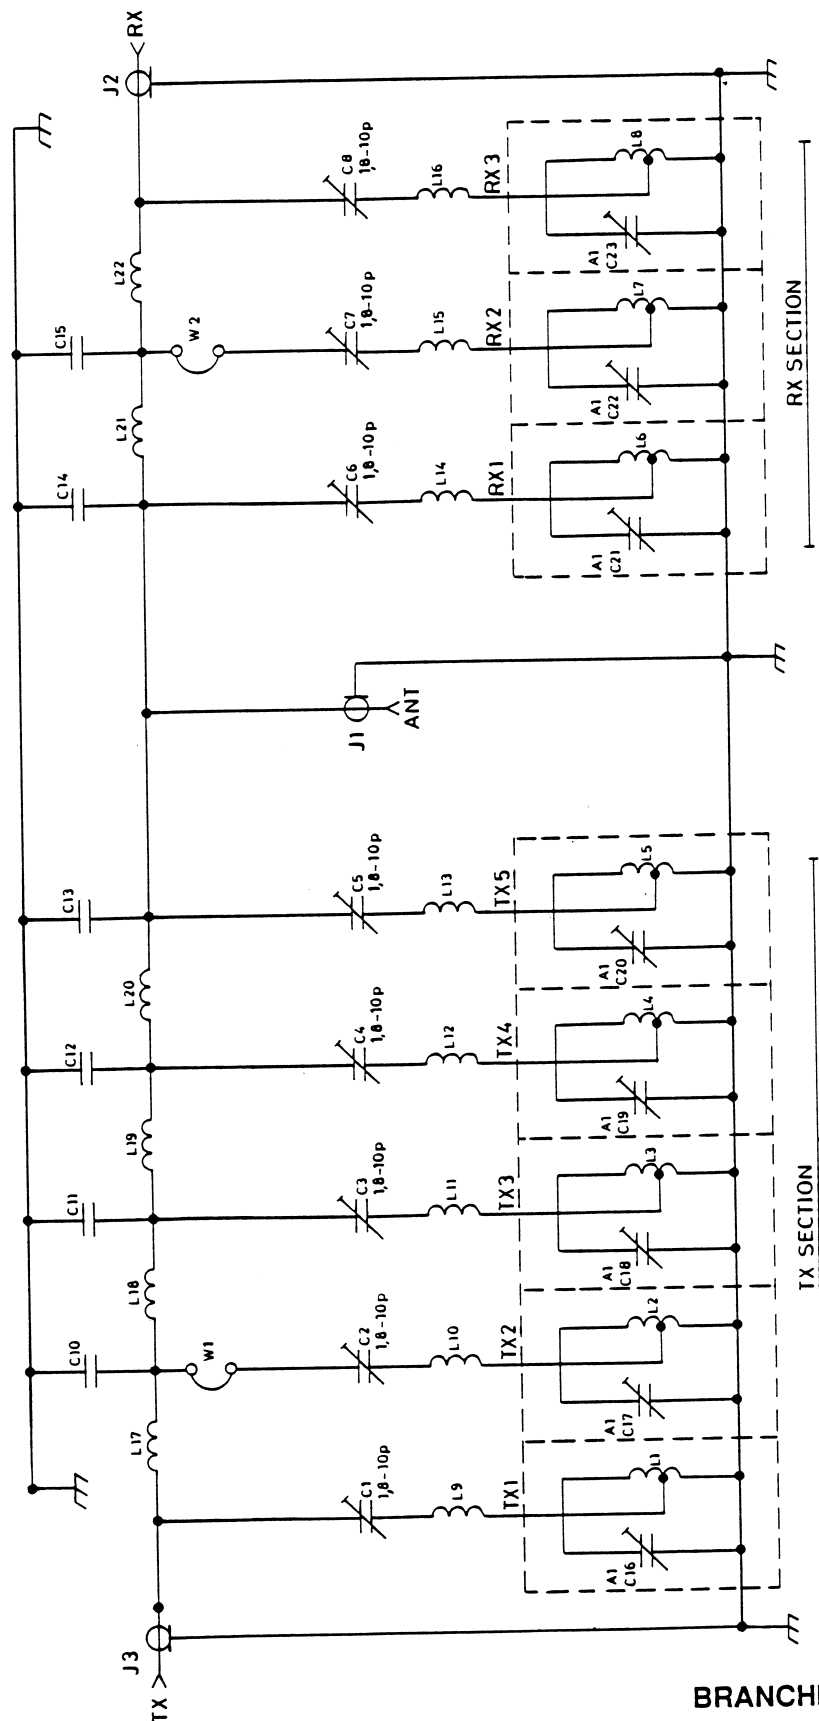 RX
J2
C15
C14
L22
L21
W2
C8
1,8-10p
C7
1,8-10p
C6
1,8-10p
L16
L15
L14
RX3
RX2
RX1
L8
A1
C23
L7
A1
C22
L6
A1
C21
RX SECTION
J1
ANT
C13
C12
C11
C10
L20
L19
L18
L17
W1
C5
1,8-10p
C4
1,8-10p
C3
1,8-10p
C2
1,8-10p
C1
1,8-10p
L13
L12
L11
L10
L9
TX5
TX4
TX3
TX2
TX1
L5
A1
C20
L4
A1
C19
L3
A1
C18
L2
A1
C17
L1
A1
C16
TX SECTION
J3
TX